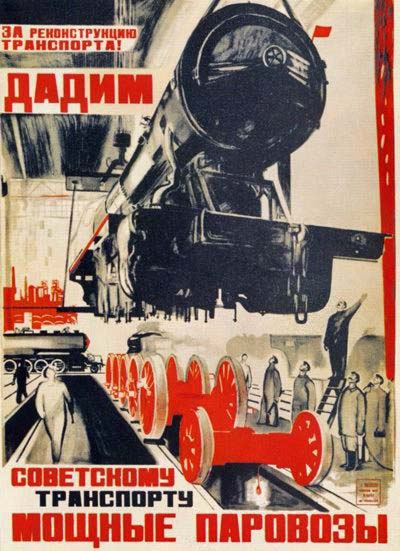 ЗА РЕКОНСТРУКЦИЮ
ТРАНСПОРТА!
ДАДИМ
СОВЕТСКОМУ
ТРАНСПОРТУ
МОЩНЫЕ ПАРОВОЗЫ